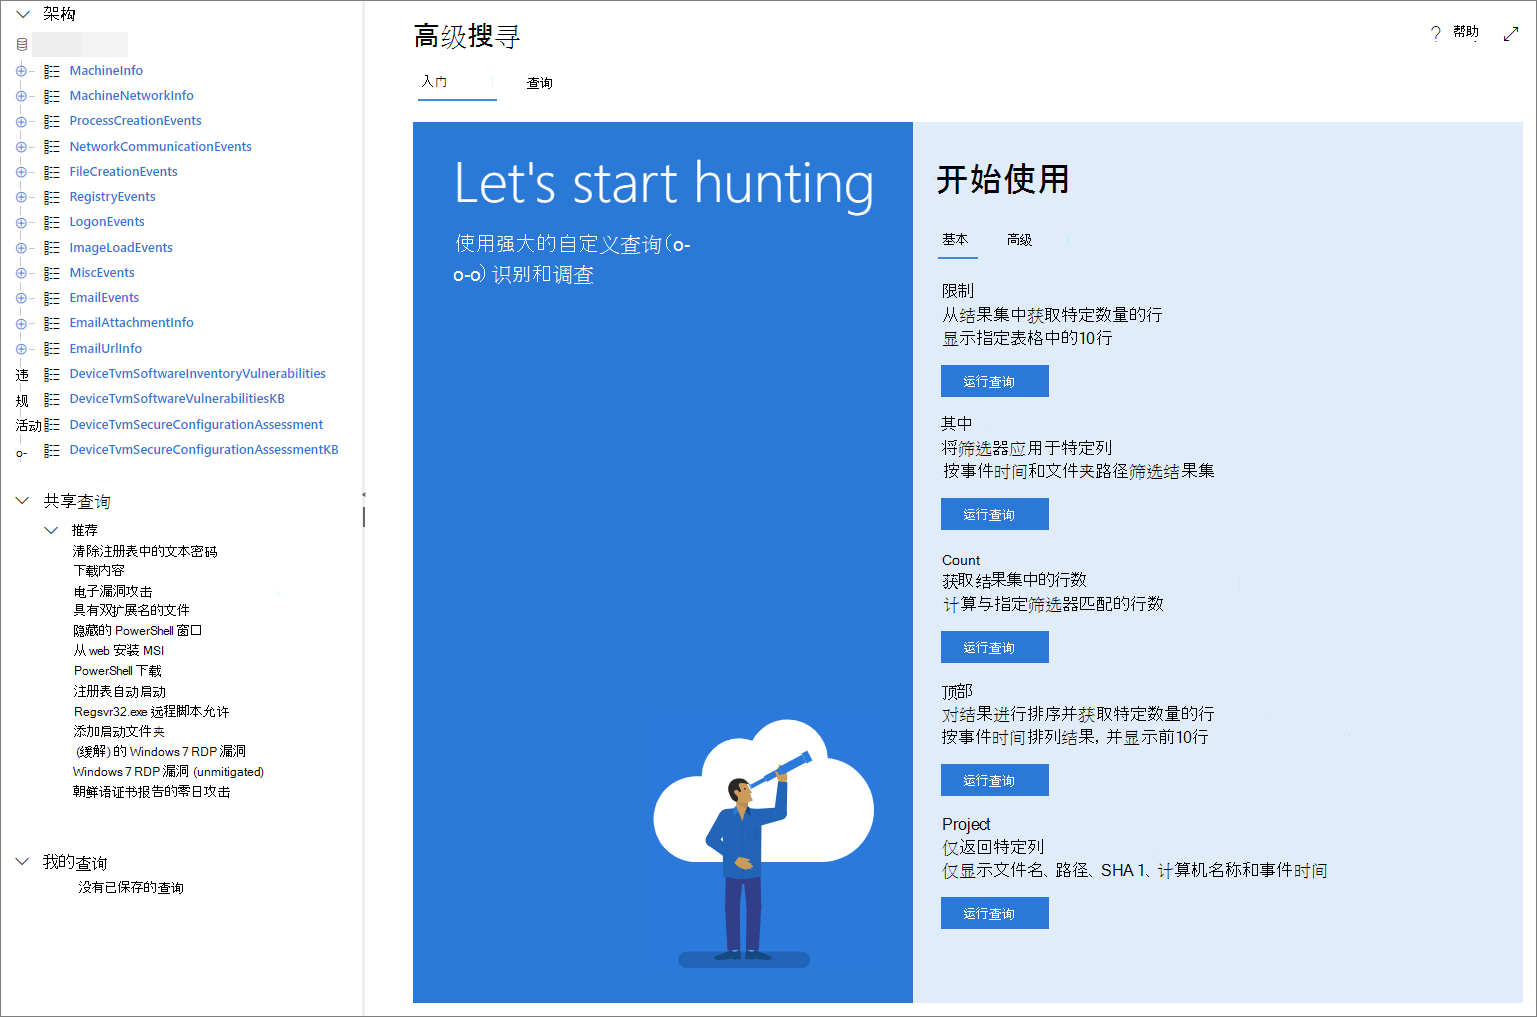 架构
MachineInfo
MachineNetworkInfo
ProcessCreationEvents
NetworkCommunicationEvents
FileCreationEvents
RegistryEvents
LogonEvents
ImageLoadEvents
MiscEvents
EmailEvents
EmailAttachmentInfo
EmailUrlInfo
违 DeviceTvmSoftwareInventoryVulnerabilities
规 DeviceTvmSoftwareVulnerabilitiesKB
活动 DeviceTvmSecureConfigurationAssessment
o- DeviceTvmSecureConfigurationAssessmentKB
共享查询
推荐
清除注册表中的文本密码
下载内容
电子漏洞攻击
具有双扩展名的文件
隐藏的 PowerShell 窗口
从 web 安装 MSI
PowerShell 下载
注册表自动启动
Regsvr32.exe 远程脚本允许
添加启动文件夹
(缓解) 的 Windows 7 RDP 漏洞
Windows 7 RDP 漏洞 (unmitigated)
朝鲜语证书报告的零日攻击
我的查询
没有已保存的查询
高级搜寻
? 帮助
入门 查询
Let's start hunting
使用强大的自定义查询(o-
o-o) 识别和调查
开始使用
基本 高级
限制
从结果集中获取特定数量的行
显示指定表格中的10行
运行查询
其中
将筛选器应用于特定列
按事件时间和文件夹路径筛选结果集
运行查询
Count
获取结果集中的行数
计算与指定筛选器匹配的行数
运行查询
顶部
对结果进行排序并获取特定数量的行
按事件时间排列结果, 并显示前10行
运行查询
Project
仅返回特定列
仅显示文件名、路径、SHA 1、计算机名称和事件时间
运行查询